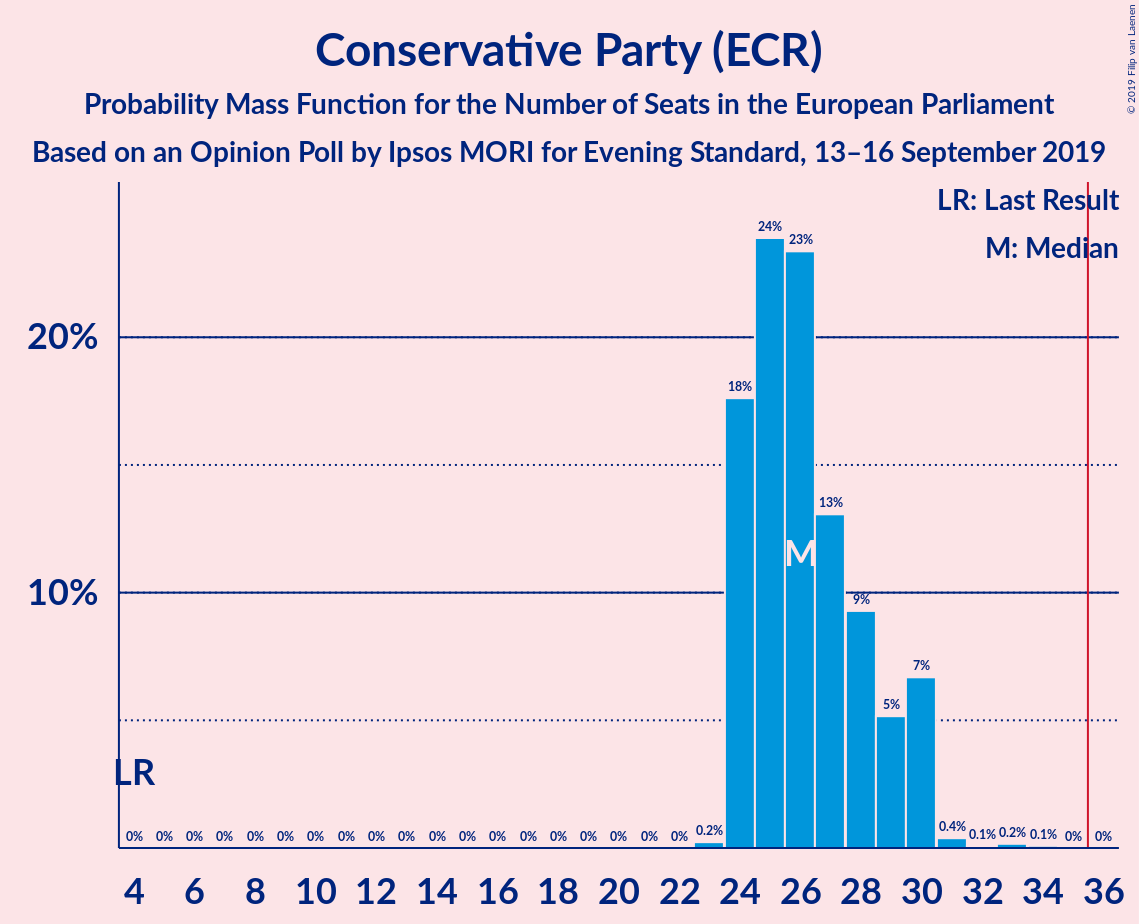 Conservative Party (ECR)
Probability Mass Function for the Number of Seats in the European Parliament
Based on an Opinion Poll by Ipsos MORI for Evening Standard, 13–16 September 2019
© 2019 Filip van Laenen
LR: Last Result
M: Median
20%
10%
24%
23%
18%
13%
9%
7%
5%
M
LR
0% 0% 0% 0% 0% 0% 0% 0% 0% 0% 0% 0% 0% 0% 0% 0% 0% 0% 0% 0.2% 0.4% 0.1% 0.2% 0.1% 0% 0%
4 6 8 10 12 14 16 18 20 22 24 26 28 30 32 34 36